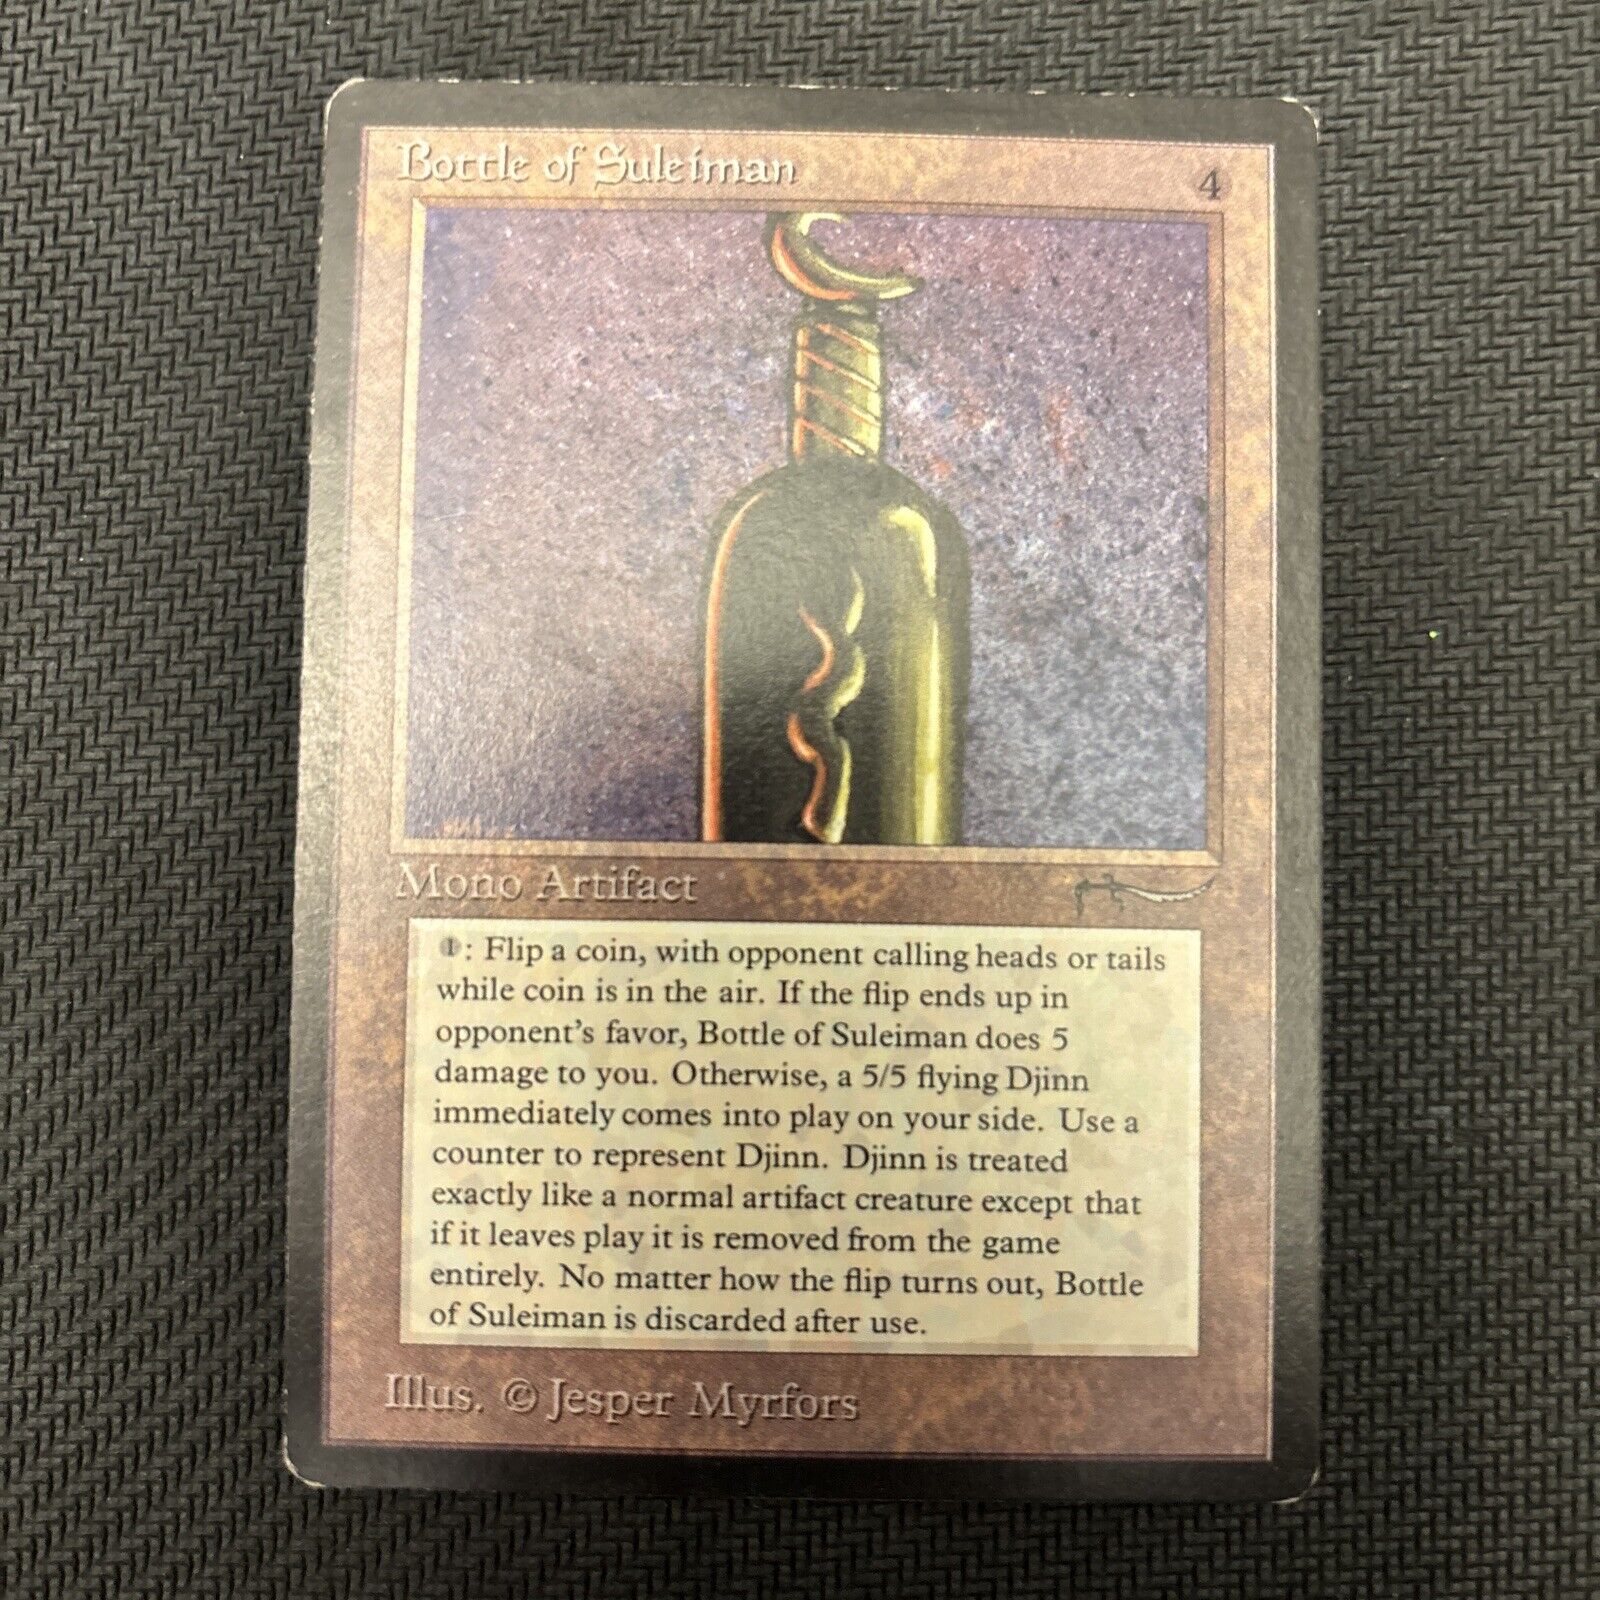 Bottle of Suleiman
4
Mono Artifact
1: Flip a coin, with opponent calling heads or tails
while coin is in the air. If the flip ends up in
opponent's favor, Bottle of Suleiman does 5
damage to you. Otherwise, a 5/5 flying Djinn
immediately comes into play on your side. Use a
counter to represent Djinn. Djinn is treated
exactly like a normal artifact creature except that
if it leaves play it is removed from the game
entirely. No matter how the flip turns out, Bottle
of Suleiman is discarded after use.
Illus. © Jesper Myrfors